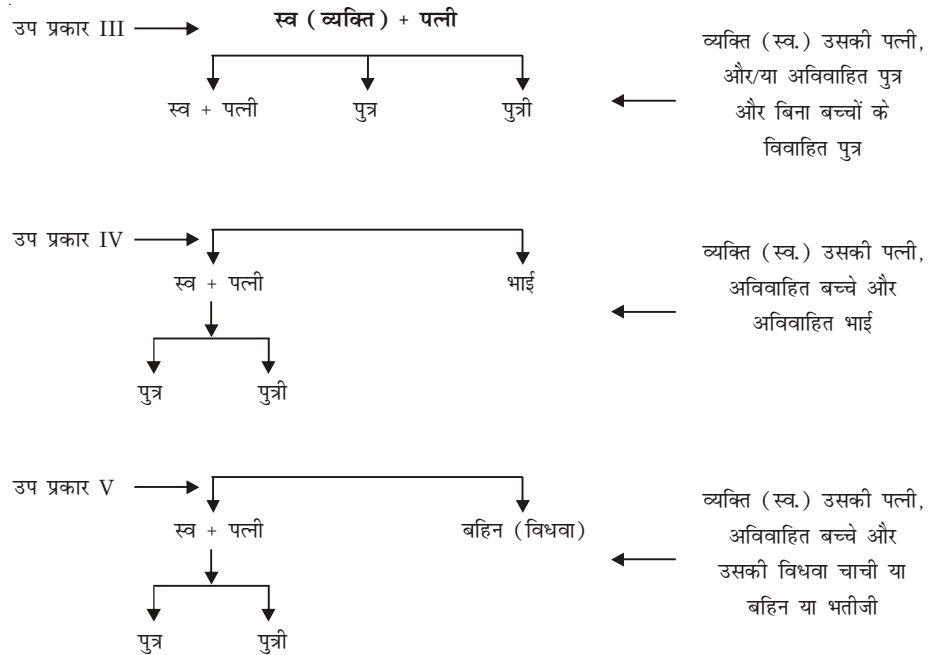 उप प्रकार III
स्व (व्यक्ति) + पत्नी
स्व + पत्नी पुत्र पुत्री
व्यक्ति (स्व.) उसकी पत्नी,
और/या अविवाहित पुत्र
और बिना बच्चों के
विवाहित पुत्र
उप प्रकार IV
स्व + पत्नी भाई
पुत्र पुत्री
व्यक्ति (स्व.) उसकी पत्नी,
अविवाहित बच्चे और
अविवाहित भाई
उप प्रकार V
स्व + पत्नी बहिन (विधवा)
पुत्र पुत्री
व्यक्ति (स्व.) उसकी पत्नी,
अविवाहित बच्चे और
उसकी विधवा चाची या
बहिन या भतीजी